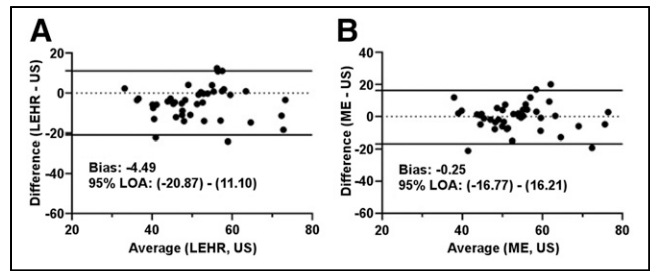 A
Difference (LEHR - US)
20
0
-20
-40
-60
Bias: -4.49
95% LOA: (-20.87) - (11.10)
20
40
60
80
Average (LEHR, US)
B
Difference (ME - US)
40
20
0
-20
-40
-60
Bias: -0.25
95% LOA: (-16.77) - (16.21)
20
40
60
80
Average (ME, US)